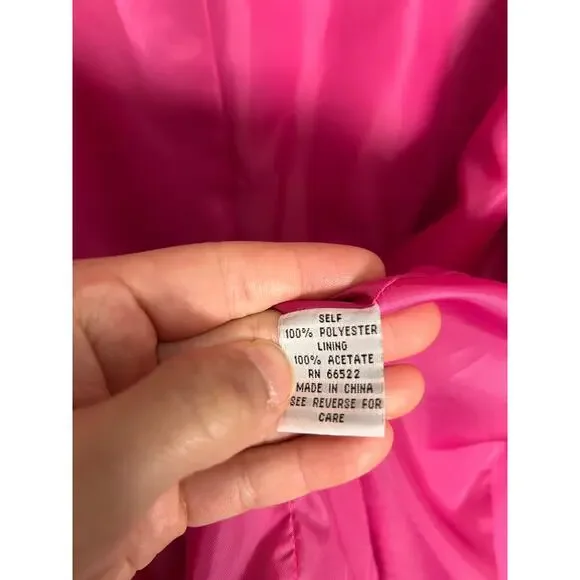 SELF
100% POLYESTER
LINING
100% ACETATE
RN 66522
MADE IN CHINA
SEE REVERSE FOR
CARE